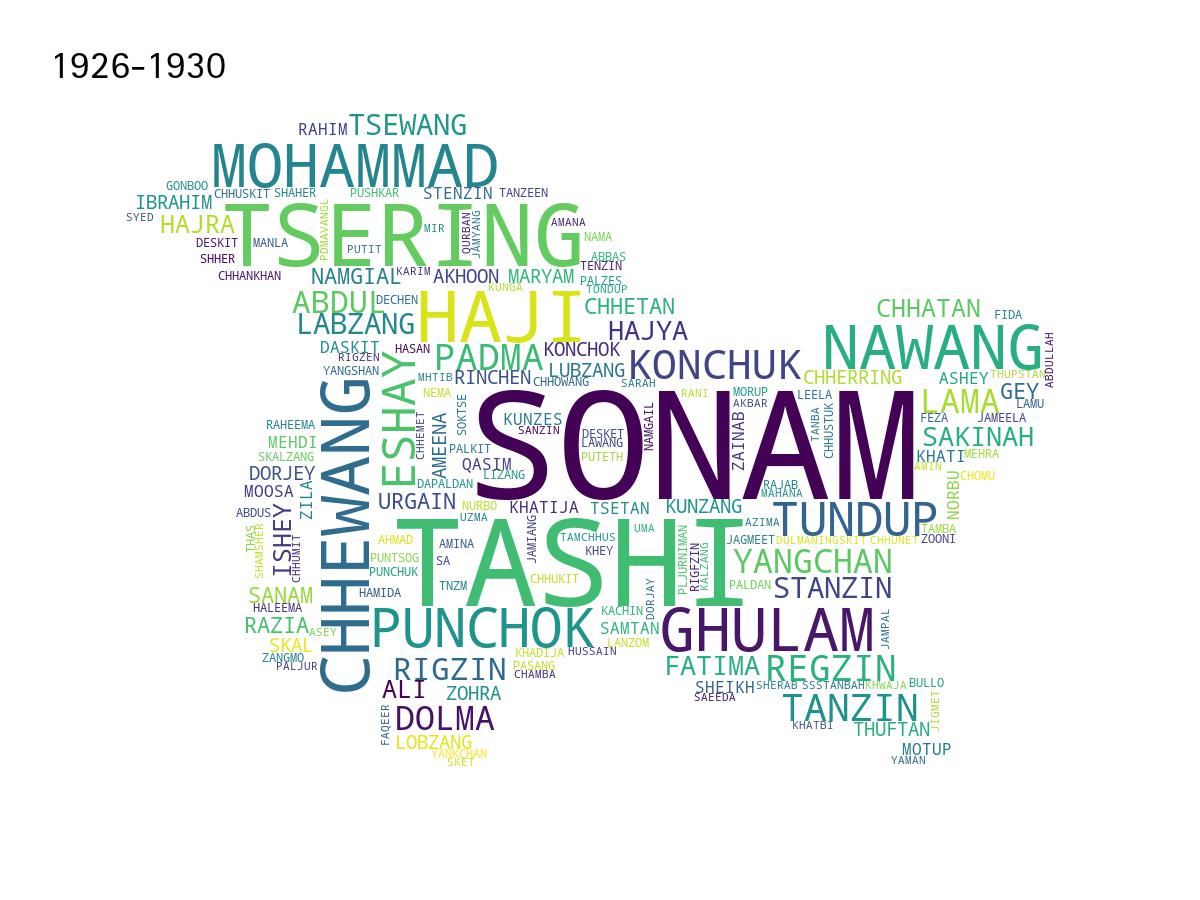 1926-1930
RAHIM TSEWANG
MOHAMMAD
GONBOO
CHHUSKIT SHAHER PUSHKAR STENZIN TANZEEN
IBRAHIM
SYED HAJRA TSERING AMANA
PDMAVANGL
MIR
QURBAN
JAMYANG
DESKIT MANLA PUTIT NAMA
SHHER ABBAS
CHHANKHAN NAMGIAL KARIM AKHOON MARYAM TENZIN
PALZES
KUNGA TONDUP
ABDUL DECHEN HAJI CHHETAN
LABZANG HAJYA
CHHATAN FIDA
NAWANG
ABDULLAH
DASKIT HASAN PADMA KONCHOK KONCHUK
RIGZEN
YANGSHAN ESHAY MHTIB RINCHEN LUBZANG
CHHOWANG SARAH CHHERRING ASHEY THUPSTAN
CHHEWANG NEMA RANI MORUP LEELA LAMA GEY
AKBAR LAMU
SONAM
SOKTSE KUNZES
SANZIN
DESKET
LAWANG
PUTETH
NAMGAIL
ZAINAB
TANBA
CHHUSTUK
FEZA JAMEELA
RAHEEMA CHHEMET AMEENA SAKINAH
MEHDI PALKIT
SKALZANG QASIM KHATI MEHRA
DORJEY LIZANG AMIN
MOOSA ZILA DAPALDAN RAJAB CHOMU
MAHANA NORBU
URGAIN NURBO KHATIJA TSETAN KUNZANG
ABDUS UZMA AZIMA TUNDUP TAMBA
THAS ISHEY TASHI UMA ZOONI
SHAMSHER AHMAD AMINA JAMIANG TAMCHHUS JAGMEET DULMANINGSKIT CHHUNET
CHHUMIT PUNTSOG SA KHEY PLJURNIMAN YANGCHAN
PUNCHUK RIGFZIN
KALZANG
TNZM CHHUKIT DORJAY PALDAN STANZIN
SANAM HAMIDA
HALEEMA PUNCHOK KACHIN GHULAM JAMPAL
RAZIA ASEY SAMTAN
SKAL LANZOM
ZANGMO KHADIJA HUSSAIN
PALJUR RIGZIN PASANG FATIMA REGZIN
CHAMBA
ALI ZOHRA SHEIKH SHERAB SSSTANBAH KHWAJA BULLO
SAEEDA
FAQEER DOLMA TANZIN JIGMET
KHATBI THUFTAN
LOBZANG MOTUP
YANKCHAN YAMAN
SKET